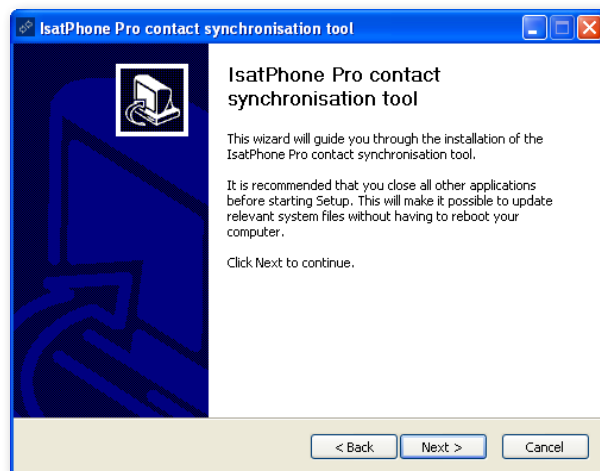 IsatPhone Pro contact synchronisation tool
IsatPhone Pro contact
synchronisation tool
This wizard will guide you through the installation of the
IsatPhone Pro contact synchronisation tool.
It is recommended that you close all other applications
before starting Setup. This will make it possible to update
relevant system files without having to reboot your
computer.
Click Next to continue.
< Back Next > Cancel